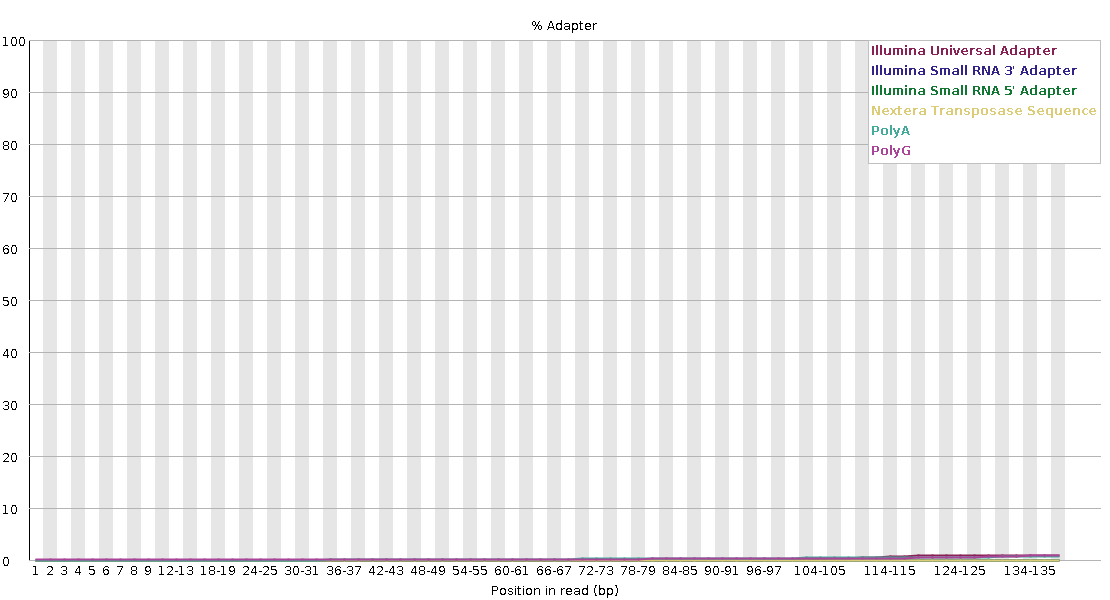 % Adapter
100
90
80
70
60
50
40
30
20
10
0
Illumina Universal Adapter
Illumina Small RNA 3' Adapter
Illumina Small RNA 5' Adapter
Nextera Transposase Sequence
PolyA
PolyG
1 2 3 4 5 6 7 8 9 12-13 18-19 24-25 30-31 36-37 42-43 48-49 54-55 60-61 66-67 72-73 78-79 84-85 90-91 96-97 104-105 114-115 124-125 134-135
Position in read (bp)